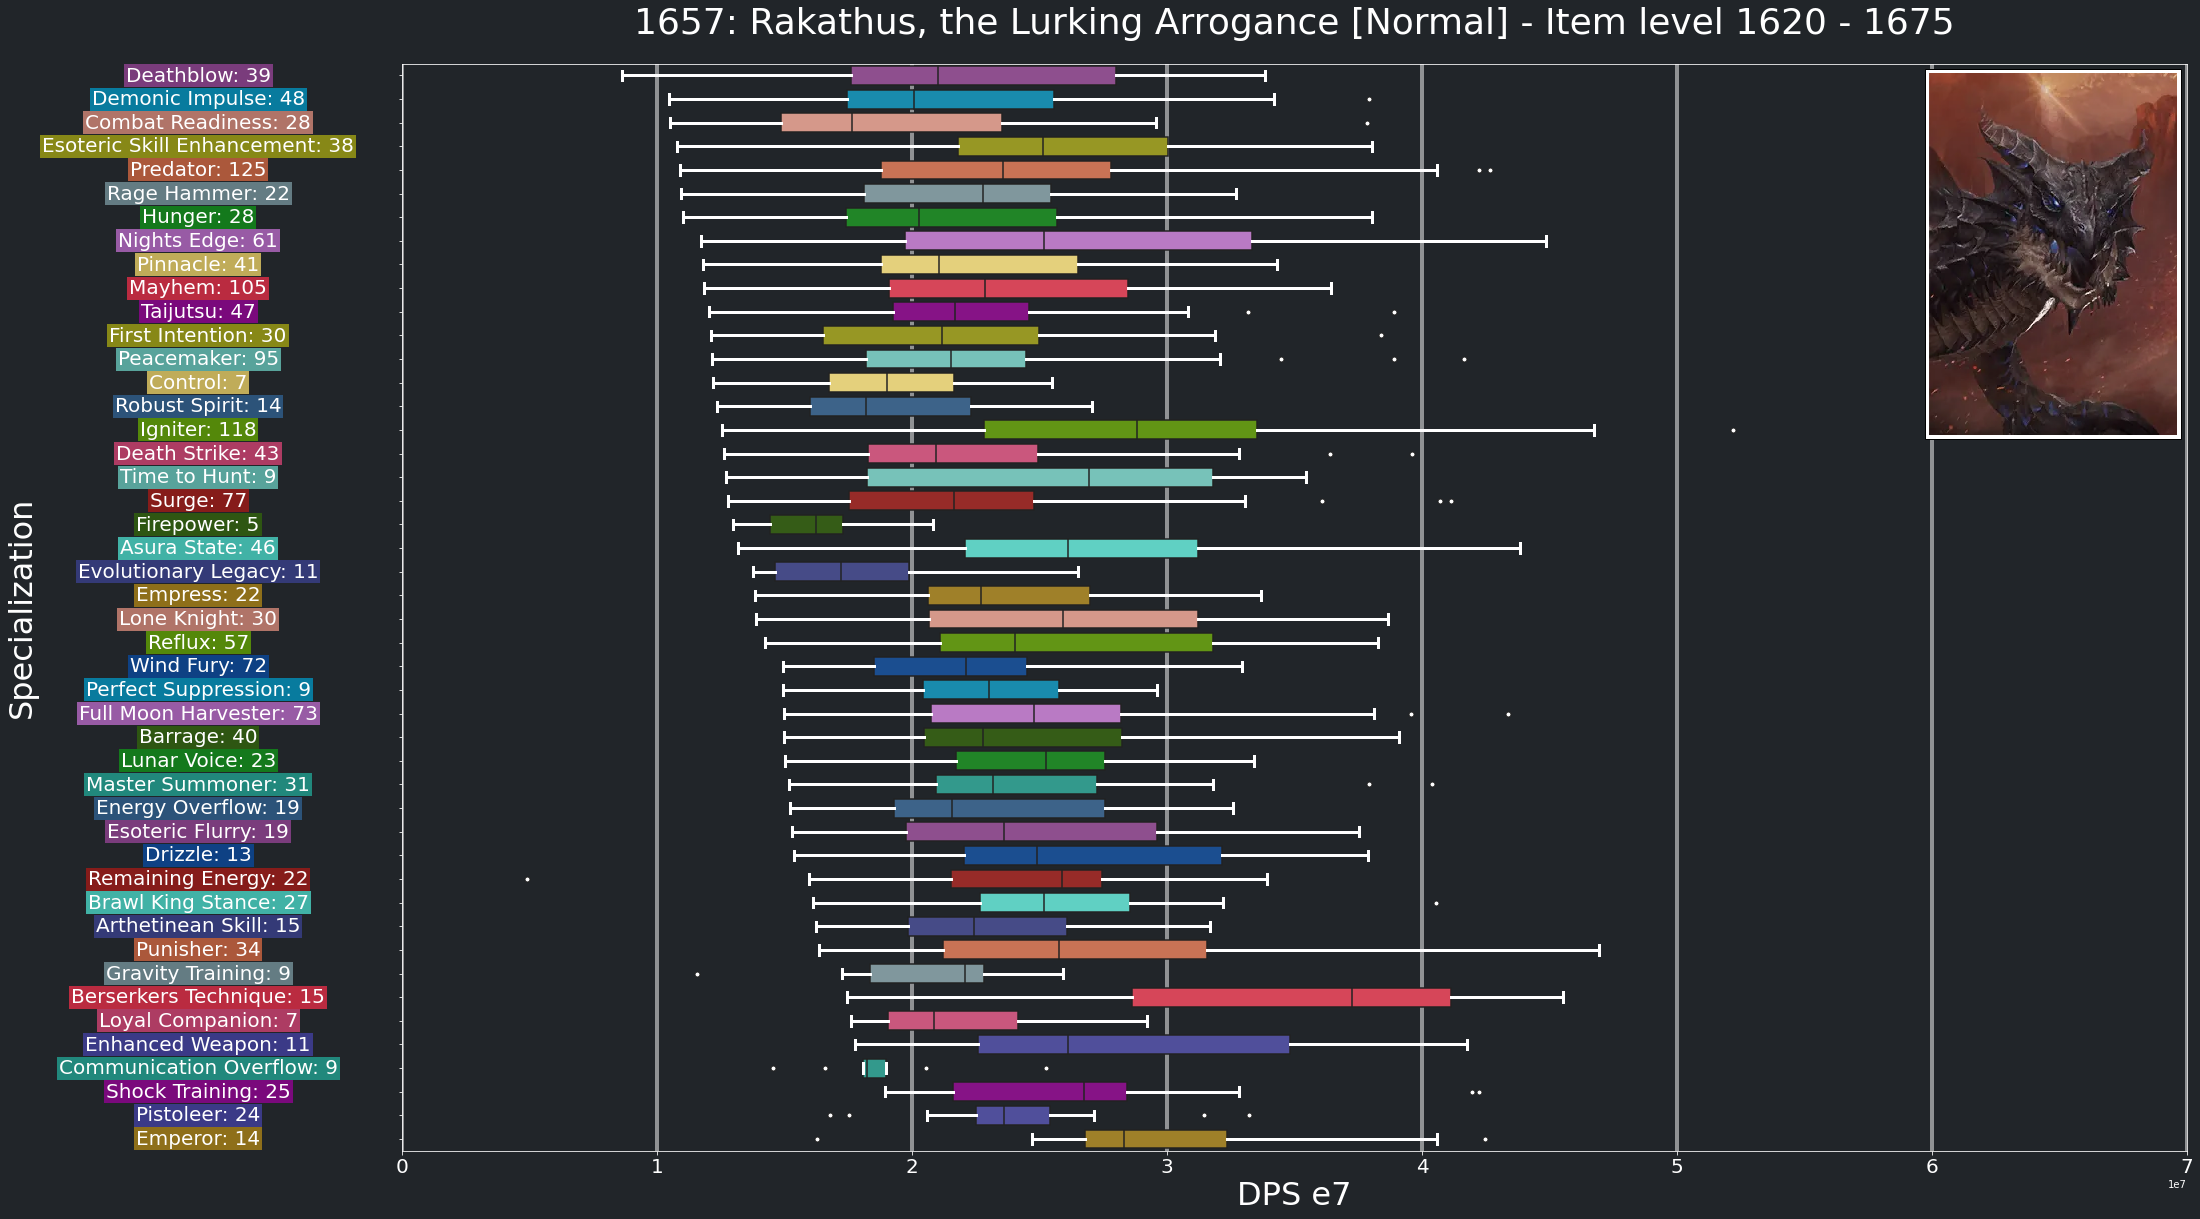 1657: Rakathus, the Lurking Arrogance [Normal] - Item level 1620 - 1675
Specialization
Deathblow: 39
Demonic Impulse: 48
Combat Readiness: 28
Esoteric Skill Enhancement: 38
Predator: 125
Rage Hammer: 22
Hunger: 28
Nights Edge: 61
Pinnacle: 41
Mayhem: 105
Taijutsu: 47
First Intention: 30
Peacemaker: 95
Control: 7
Robust Spirit: 14
Igniter: 118
Death Strike: 43
Time to Hunt: 9
Surge: 77
Firepower: 5
Asura State: 46
Evolutionary Legacy: 11
Empress: 22
Lone Knight: 30
Reflux: 57
Wind Fury: 72
Perfect Suppression: 9
Full Moon Harvester: 73
Barrage: 40
Lunar Voice: 23
Master Summoner: 31
Energy Overflow: 19
Esoteric Flurry: 19
Drizzle: 13
Remaining Energy: 22
Brawl King Stance: 27
Arthetinean Skill: 15
Punisher: 34
Gravity Training: 9
Berserkers Technique: 15
Loyal Companion: 7
Enhanced Weapon: 11
Communication Overflow: 9
Shock Training: 25
Pistoleer: 24
Emperor: 14
0 1 2 3 4 5 6 7
1e7
DPS e7